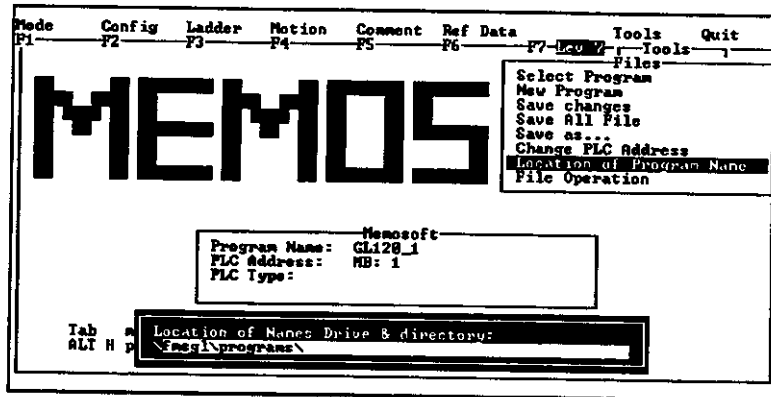 Mode Config Ladder Motion Comment Ref Data Tools Quit
F1 F2 F3 F4 F5 F6 F7-Lev ? Tools
Files
Select Program
New Program
Save changes
Save All File
Save as...
Change PLC Address
Location of Program Name
File Operation
MEMOS
Memosoft
Program Name: GL120_1
PLC Address: MB: 1
PLC Type:
Tab m
ALT H p
Location of Names Drive & directory:
\fmsgl\programs\